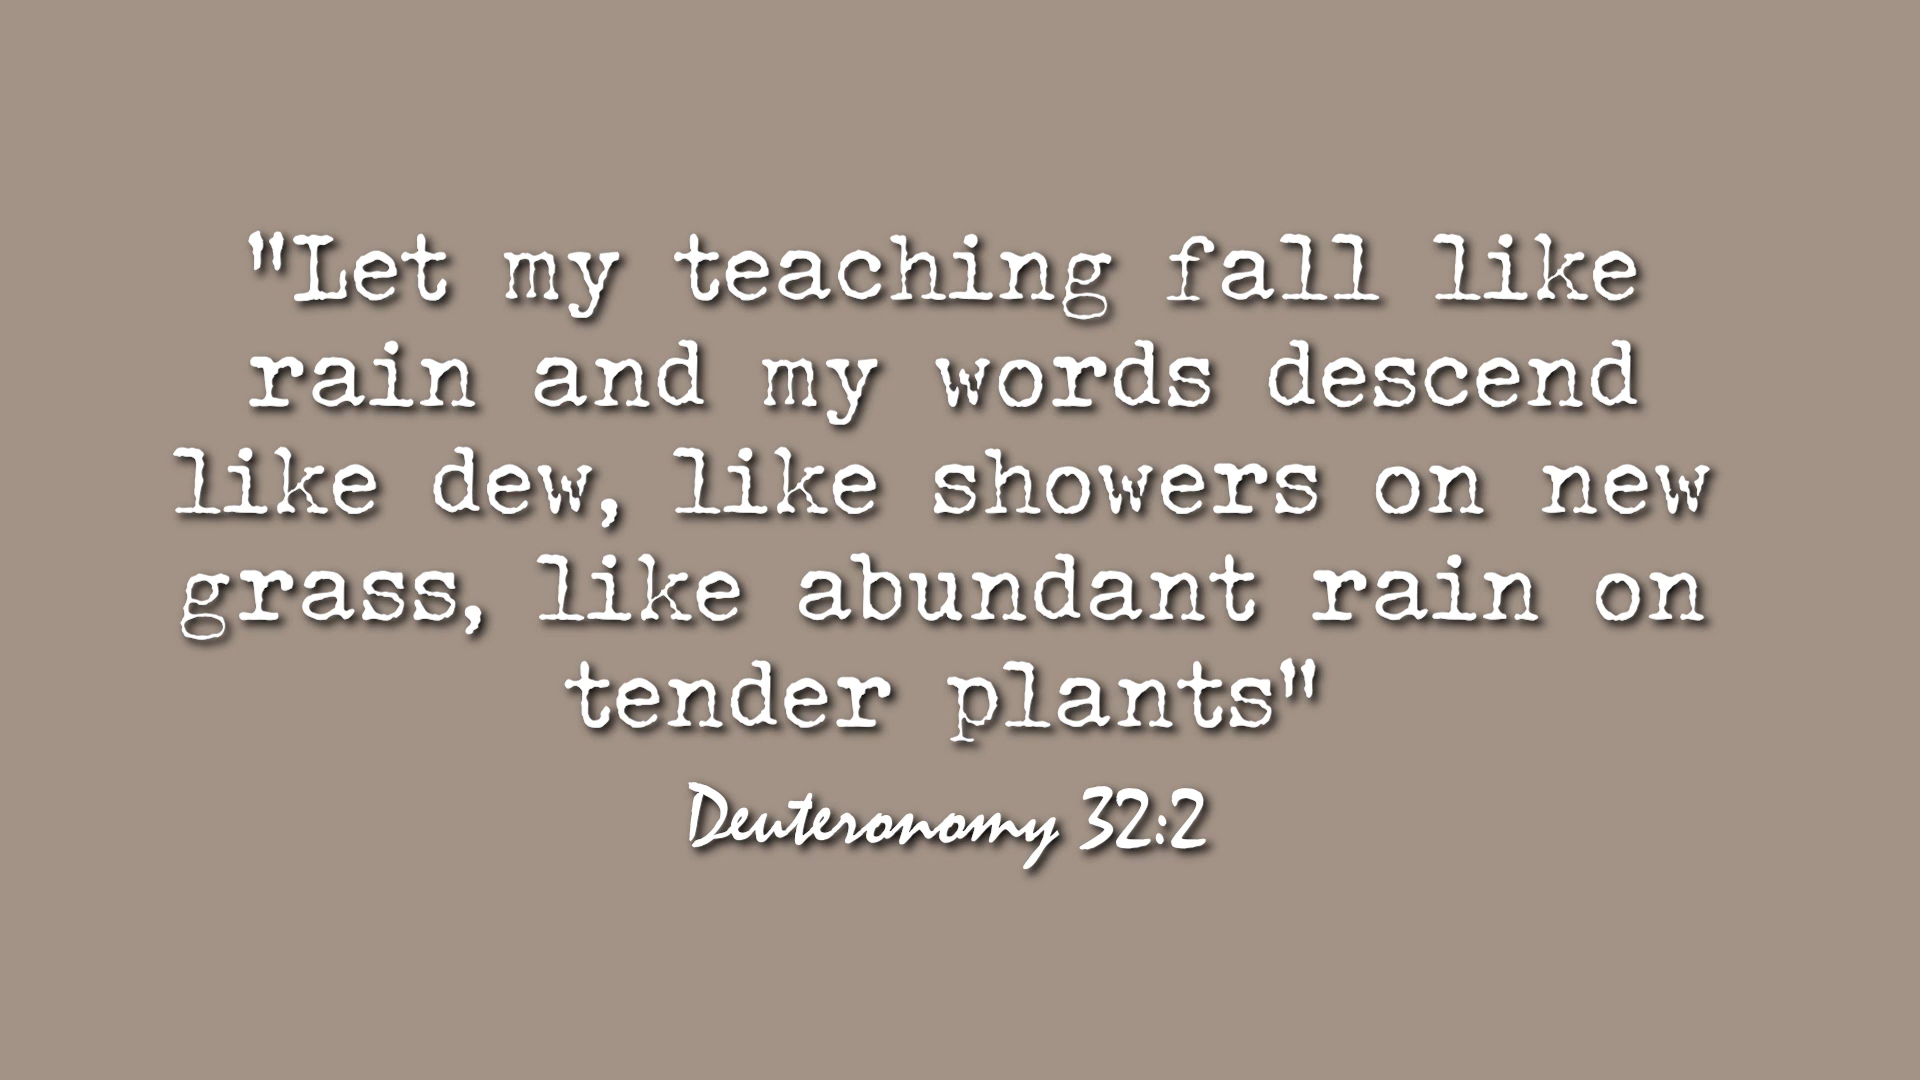 "Let my teaching fall like
rain and my words descend
like dew, like showers on new
grass, like abundant rain on
tender plants"
Deuteronomy 32:2